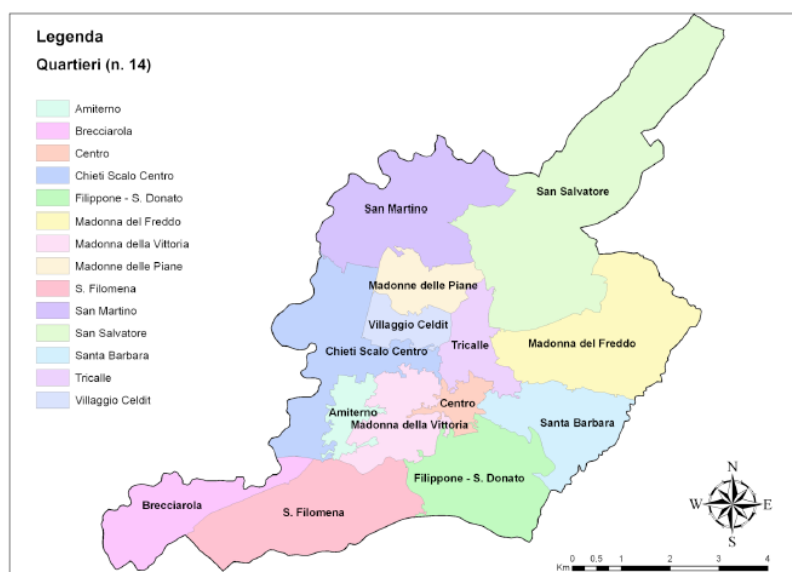 Legenda
Quartieri (n. 14)
Amiterno
Brecciarola
Centro
Chieti Scalo Centro
Filippone - S. Donato
Madonna del Freddo
Madonna della Vittoria
Madonne delle Piane
S. Filomena
San Martino
San Salvatore
Santa Barbara
Tricalle
Villaggio Celdit
San Salvatore
San Martino
Madonne delle Piane
Villaggio Celdit
Chieti Scalo Centro
Tricalle
Madonna del Freddo
Centro
Amiterno
Madonna della Vittoria
Santa Barbara
Filippone - S. Donato
Brecciarola
S. Filomena
N
W E
S
0 0.5 1 2 3 4
Km